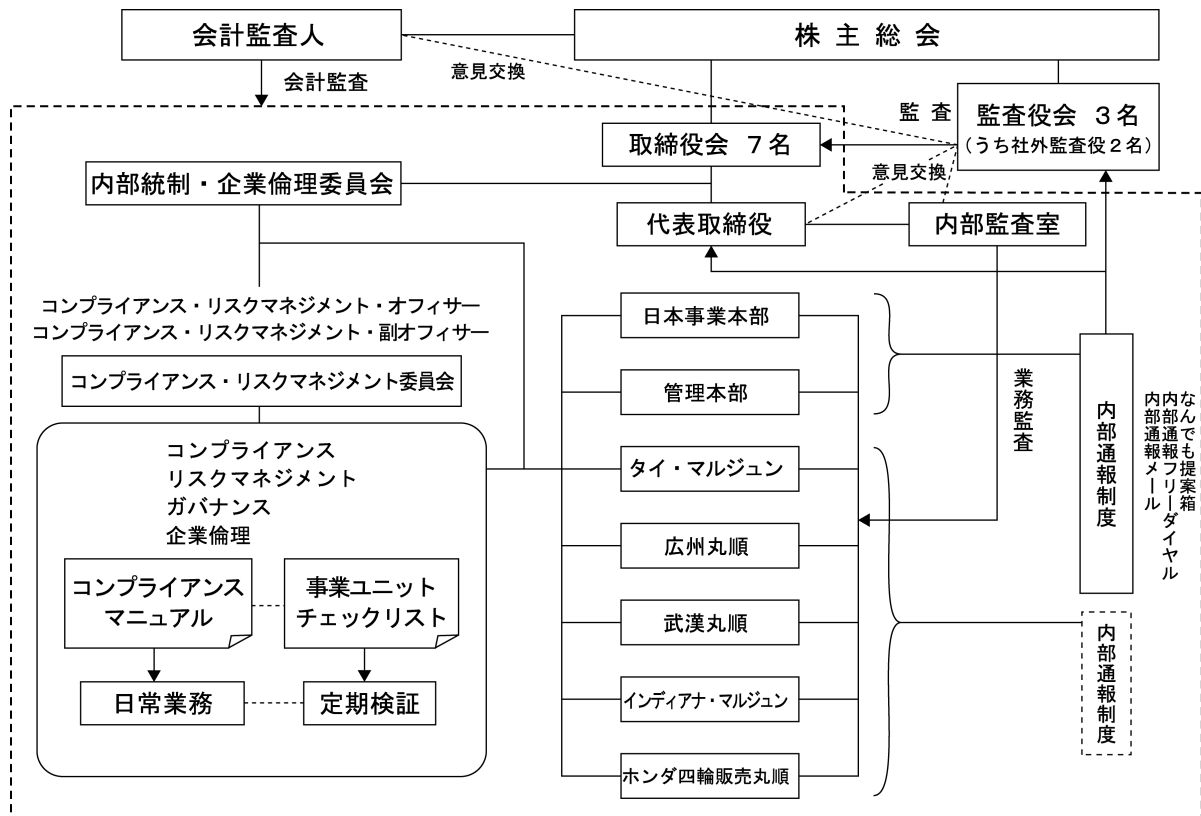 会計監査人
株主総会
会計監査
意見交換
監査
監査役会 3名
(うち社外監査役2名)
取締役会 7名
意見交換
内部統制・企業倫理委員会
代表取締役
内部監査室
コンプライアンス・リスクマネジメント・オフィサー
コンプライアンス・リスクマネジメント・副オフィサー
コンプライアンス・リスクマネジメント委員会
コンプライアンス
リスクマネジメント
ガバナンス
企業倫理
コンプライアンス
マニュアル
事業ユニット
チェックリスト
日常業務
定期検証
日本事業本部
管理本部
タイ・マルジュン
広州丸順
武漢丸順
インディアナ・マルジュン
ホンダ四輪販売丸順
業務監査
内部通報制度
なんでも提案箱
内部通報フリーダイヤル
内部通報メール
内部通報制度